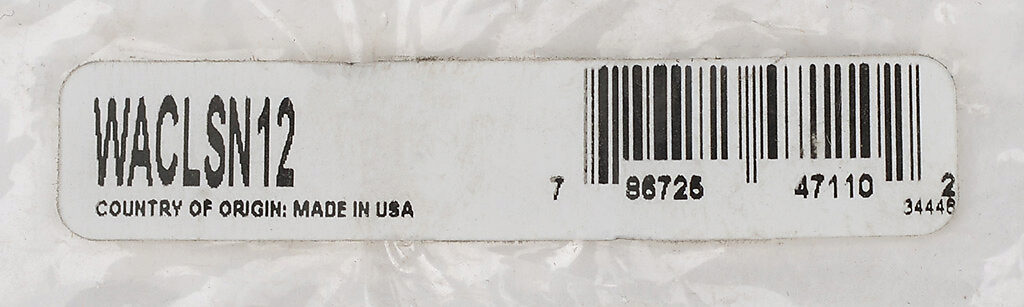 WACLSN12
COUNTRY OF ORIGIN: MADE IN USA
7 86725 47110 2
34446